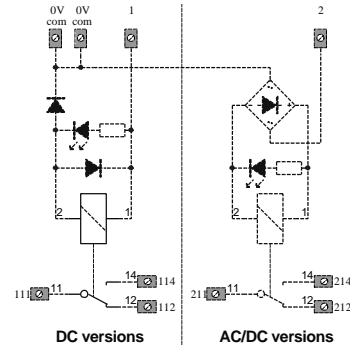 0V 0V 1 2
com com
2 1 2 1
14 114 14 214
111 11 211 11
12 112 12 212
DC versions AC/DC versions